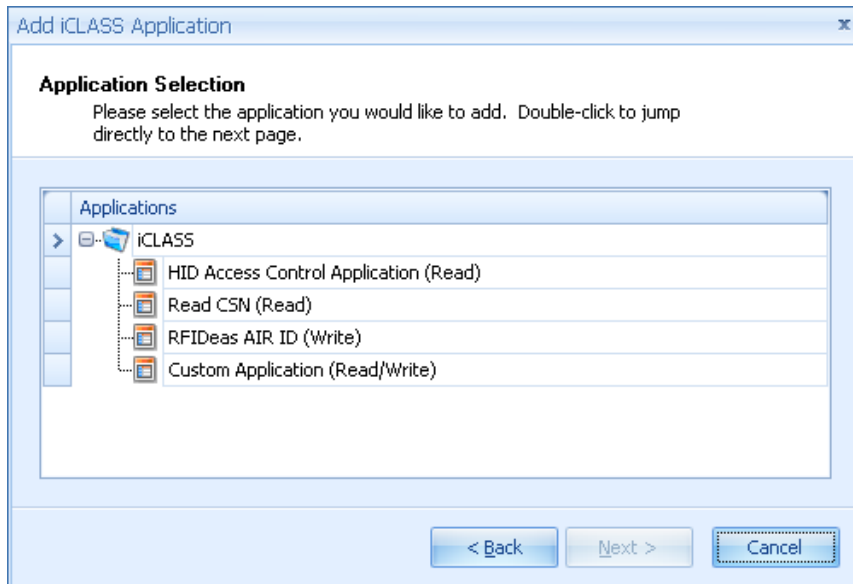 Add iCLASS Application
Application Selection
Please select the application you would like to add. Double-click to jump
directly to the next page.
Applications
iCLASS
HID Access Control Application (Read)
Read CSN (Read)
RFIDeas AIR ID (Write)
Custom Application (Read/Write)
< Back
Next >
Cancel